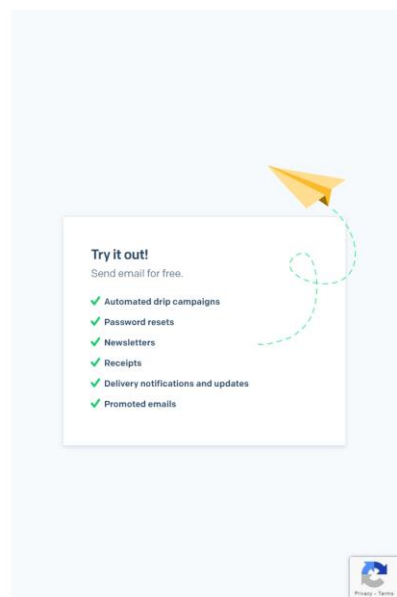 Try it out!
Send email for free.
Automated drip campaigns
Password resets
Newsletters
Receipts
Delivery notifications and updates
Promoted emails
Privacy - Terms